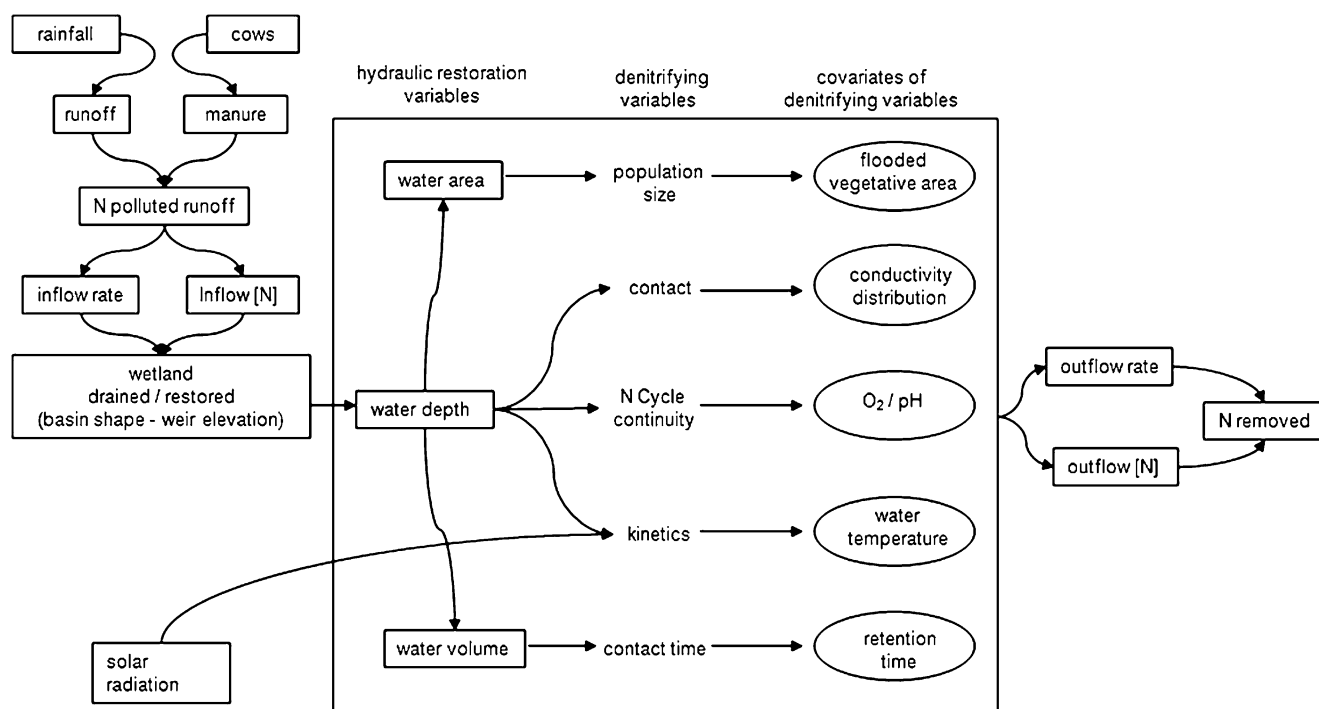 rainfall
cows
runoff
manure
N polluted runoff
inflow rate
Inflow [N]
wetland
drained / restored
(basin shape - weir elevation)
solar
radiation
hydraulic restoration
variables
denitrifying
variables
covariates of
denitrifying variables
water area
population
size
flooded
vegetative area
contact
conductivity
distribution
water depth
N Cycle
continuity
O₂ / pH
kinetics
water
temperature
water volume
contact time
retention
time
outflow rate
outflow [N]
N removed